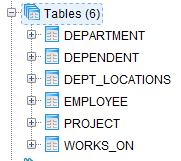 Tables (6)
DEPARTMENT
DEPENDENT
DEPT_LOCATIONS
EMPLOYEE
PROJECT
WORKS_ON